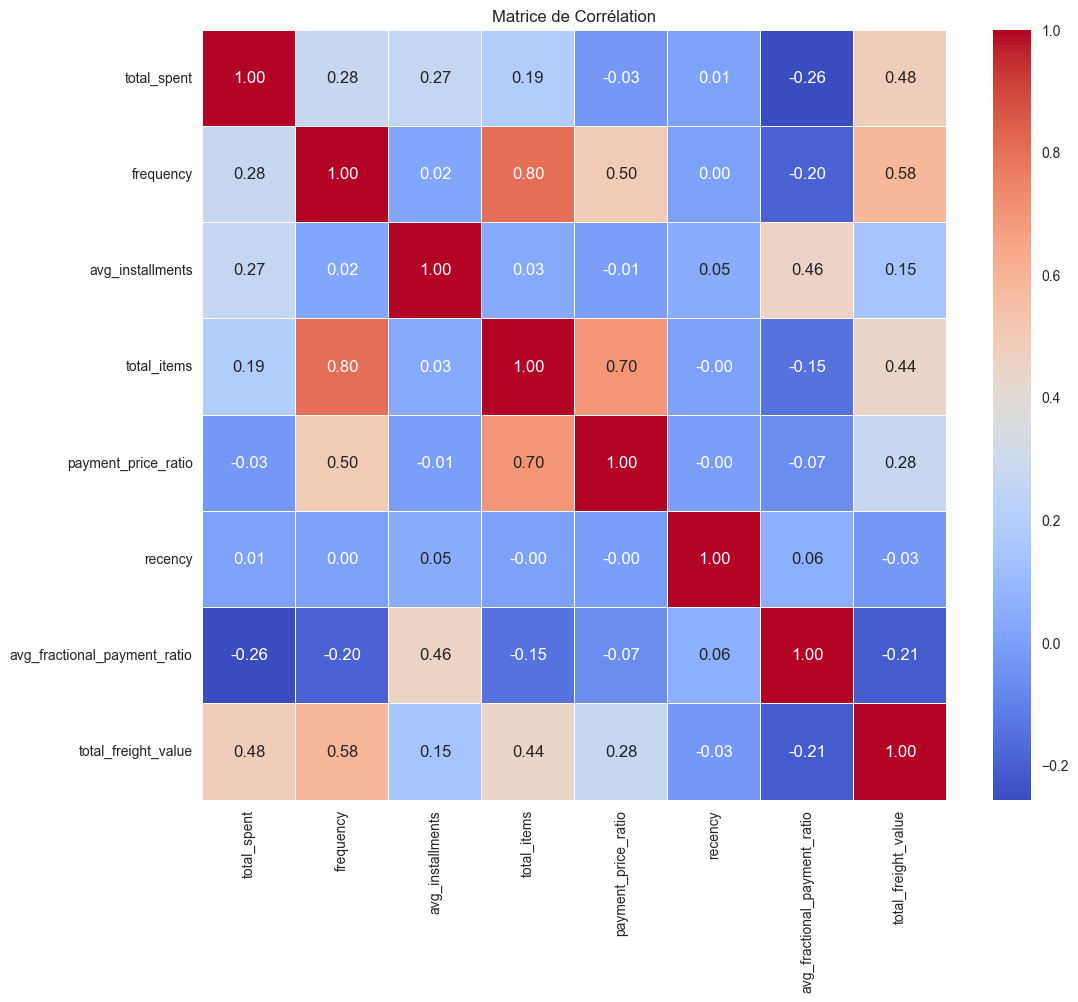 Matrice de Corrélation
total_spent 1.00 0.28 0.27 0.19 -0.03 0.01 -0.26 0.48
frequency 0.28 1.00 0.02 0.80 0.50 0.00 -0.20 0.58
avg_installments 0.27 0.02 1.00 0.03 -0.01 0.05 0.46 0.15
total_items 0.19 0.80 0.03 1.00 0.70 -0.00 -0.15 0.44
payment_price_ratio -0.03 0.50 -0.01 0.70 1.00 -0.00 -0.07 0.28
recency 0.01 0.00 0.05 -0.00 -0.00 1.00 0.06 -0.03
avg_fractional_payment_ratio -0.26 -0.20 0.46 -0.15 -0.07 0.06 1.00 -0.21
total_freight_value 0.48 0.58 0.15 0.44 0.28 -0.03 -0.21 1.00
total_spent
frequency
avg_installments
total_items
payment_price_ratio
recency
avg_fractional_payment_ratio
total_freight_value
1.0
0.8
0.6
0.4
0.2
0.0
−0.2